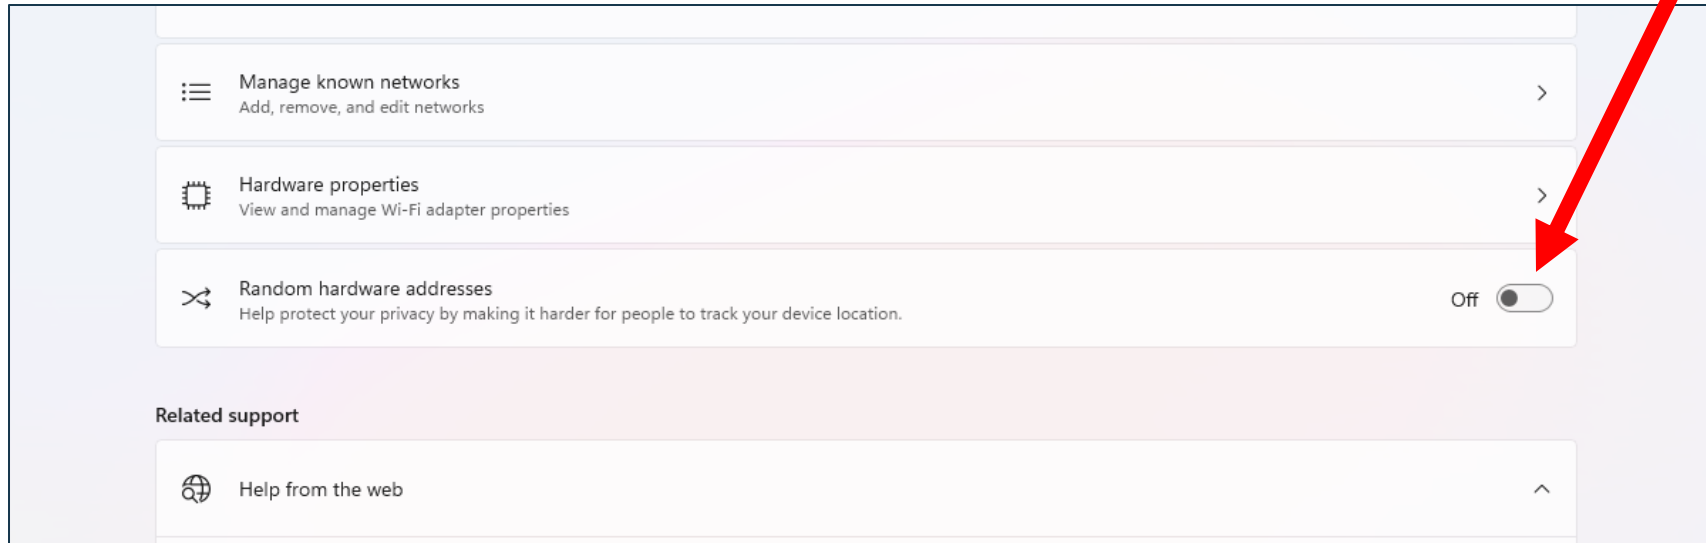 Manage known networks
Add, remove, and edit networks
Hardware properties
View and manage Wi-Fi adapter properties
Random hardware addresses
Off
Help protect your privacy by making it harder for people to track your device location.
Related support
Help from the web